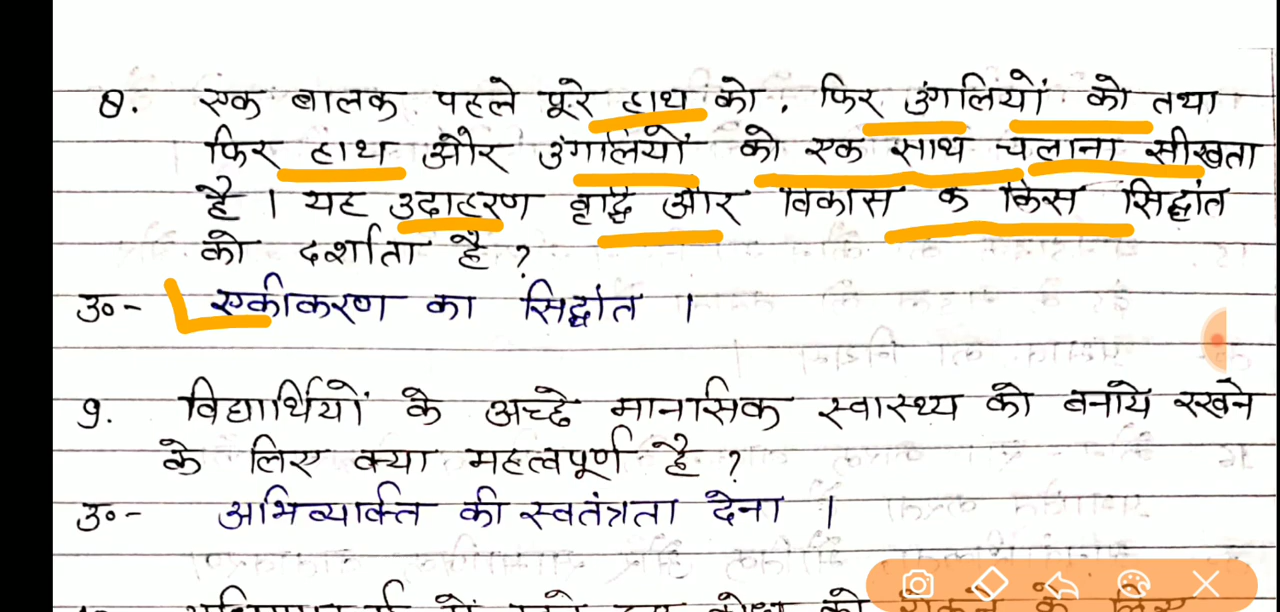 8. एक बालक पहले पूरे हाथ को, फिर उंगलियों को तथा
फिर हाथ और उंगलियों को एक साथ चलाना सीखता
है। यह उदाहरण वृद्धि और विकास के किस सिद्धांत
को दर्शाता है?
उ०- एकीकरण का सिद्धांत।
9. विद्यार्थियों के अच्छे मानसिक स्वास्थ्य को बनाये रखने
के लिए क्या महत्वपूर्ण है?
उ०- अभिव्यक्ति की स्वतंत्रता देना।